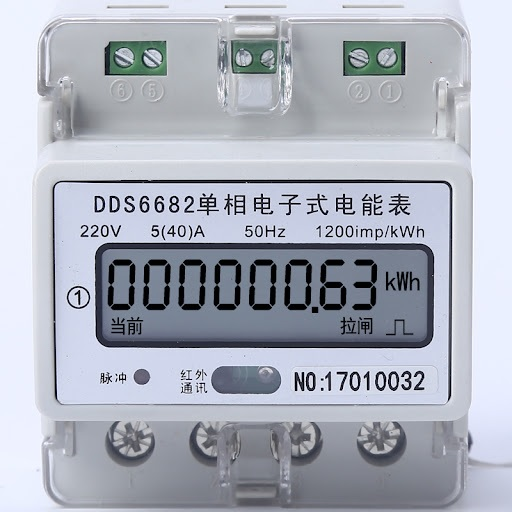 ⑥ ⑤ ② ①
DDS6682单相电子式电能表
220V 5(40)A 50Hz 1200imp/kWh
① 000000.63 kWh
当前 拉闸
脉冲 红外通讯 NO:17010032